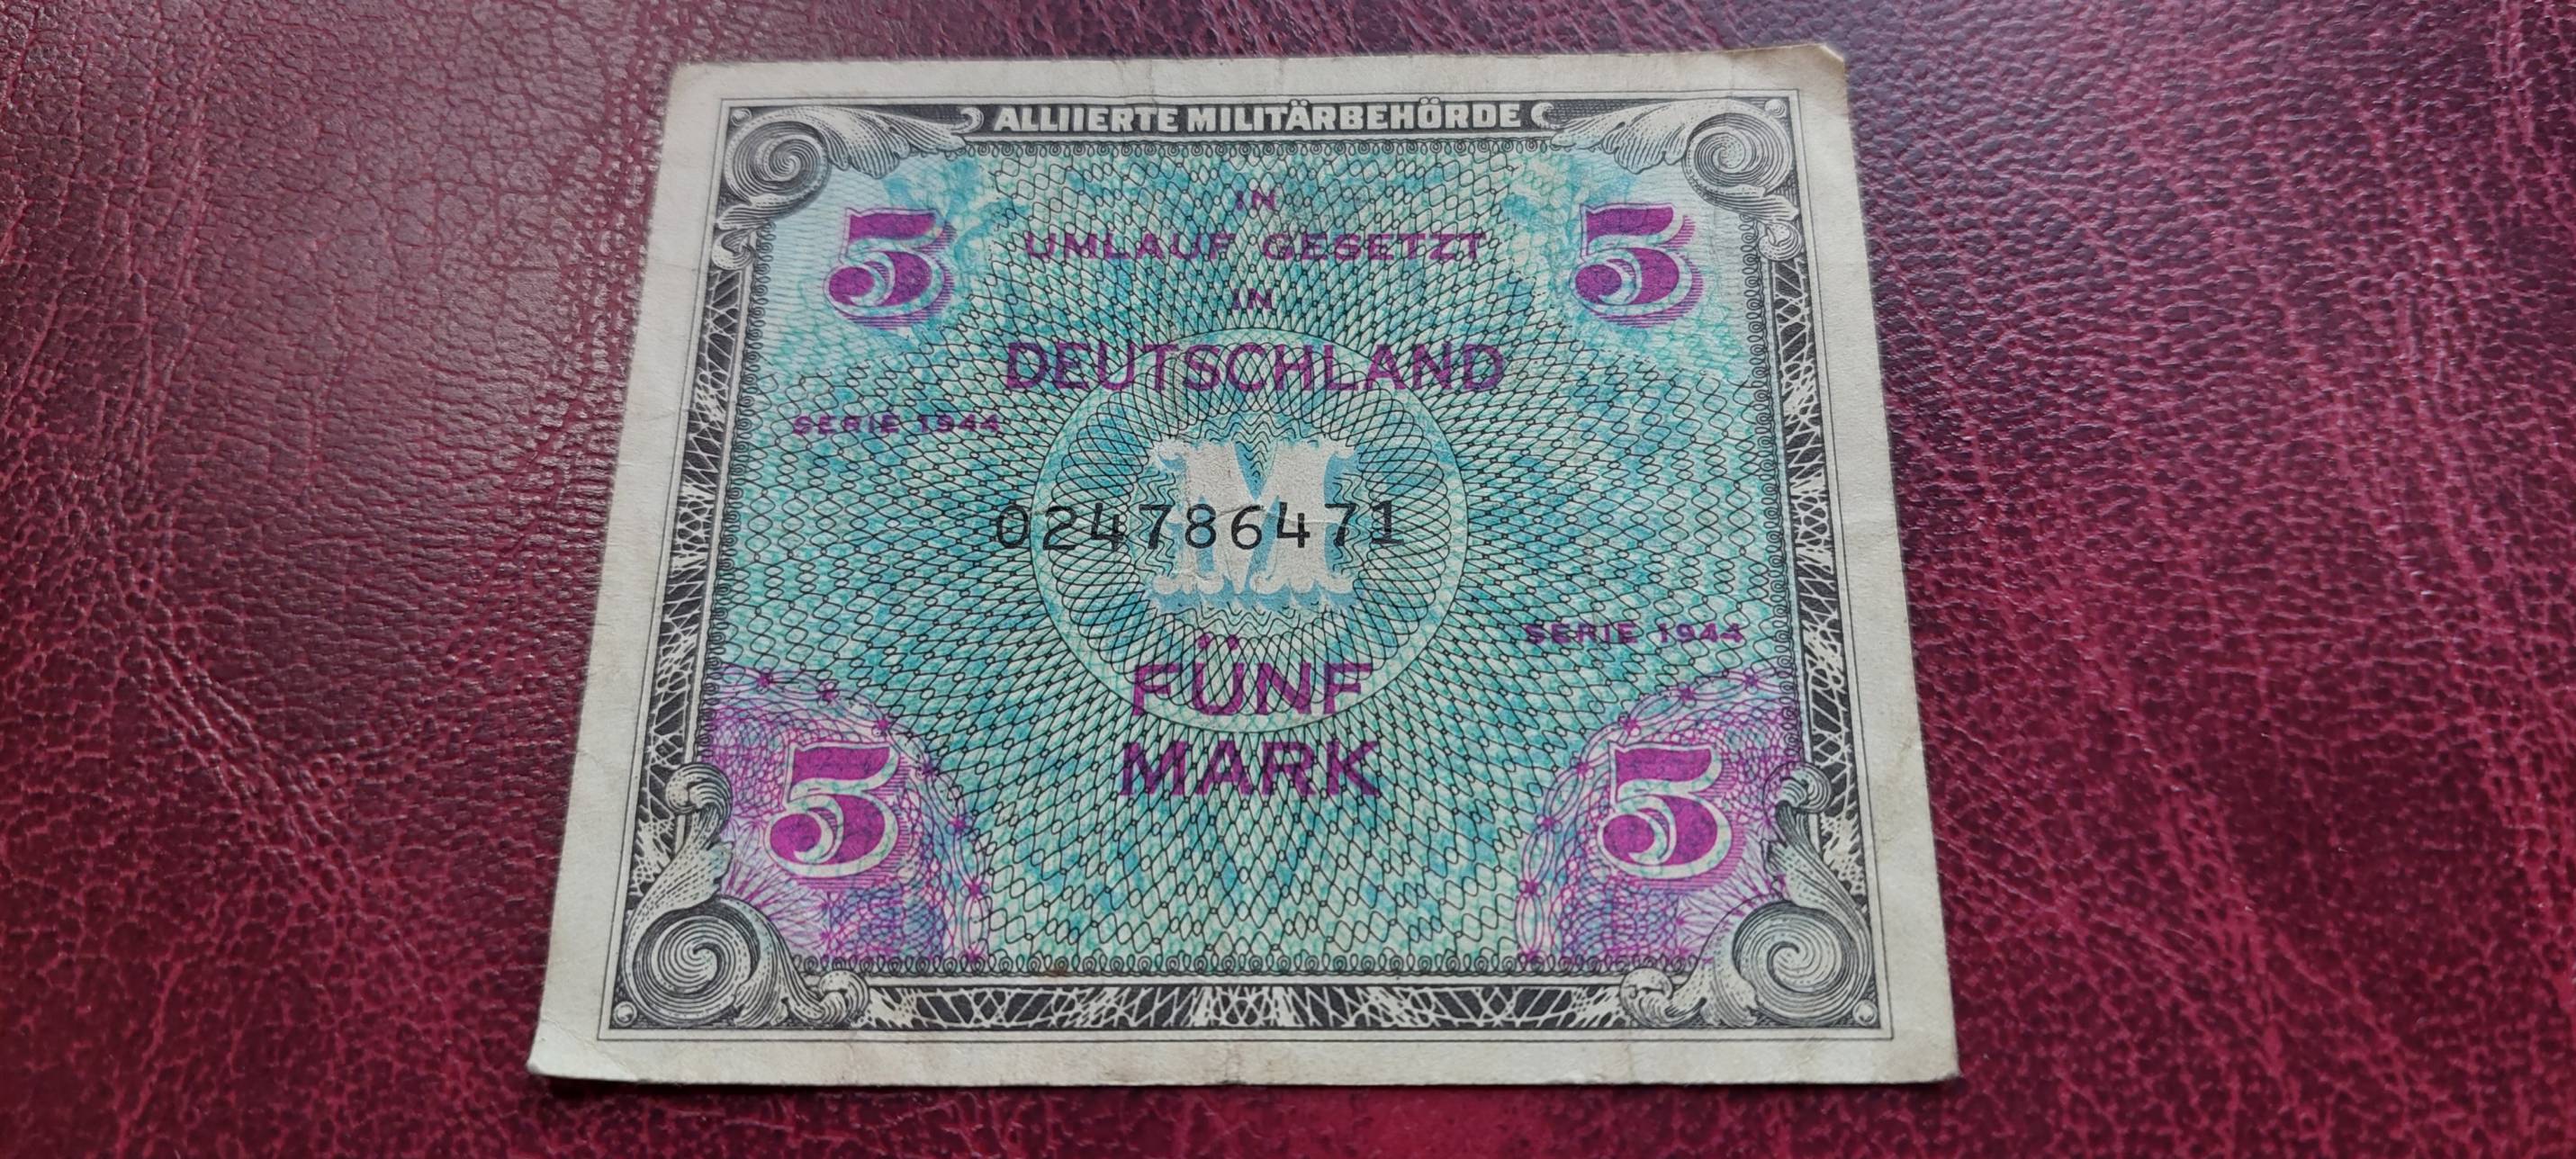 ALLIIERTE MILITÄRBEHÖRDE
5 IN 5
UMLAUF GESETZT
IN
DEUTSCHLAND
SERIE 1944
M
024786471
SERIE 1944
FÜNF
MARK
5 5